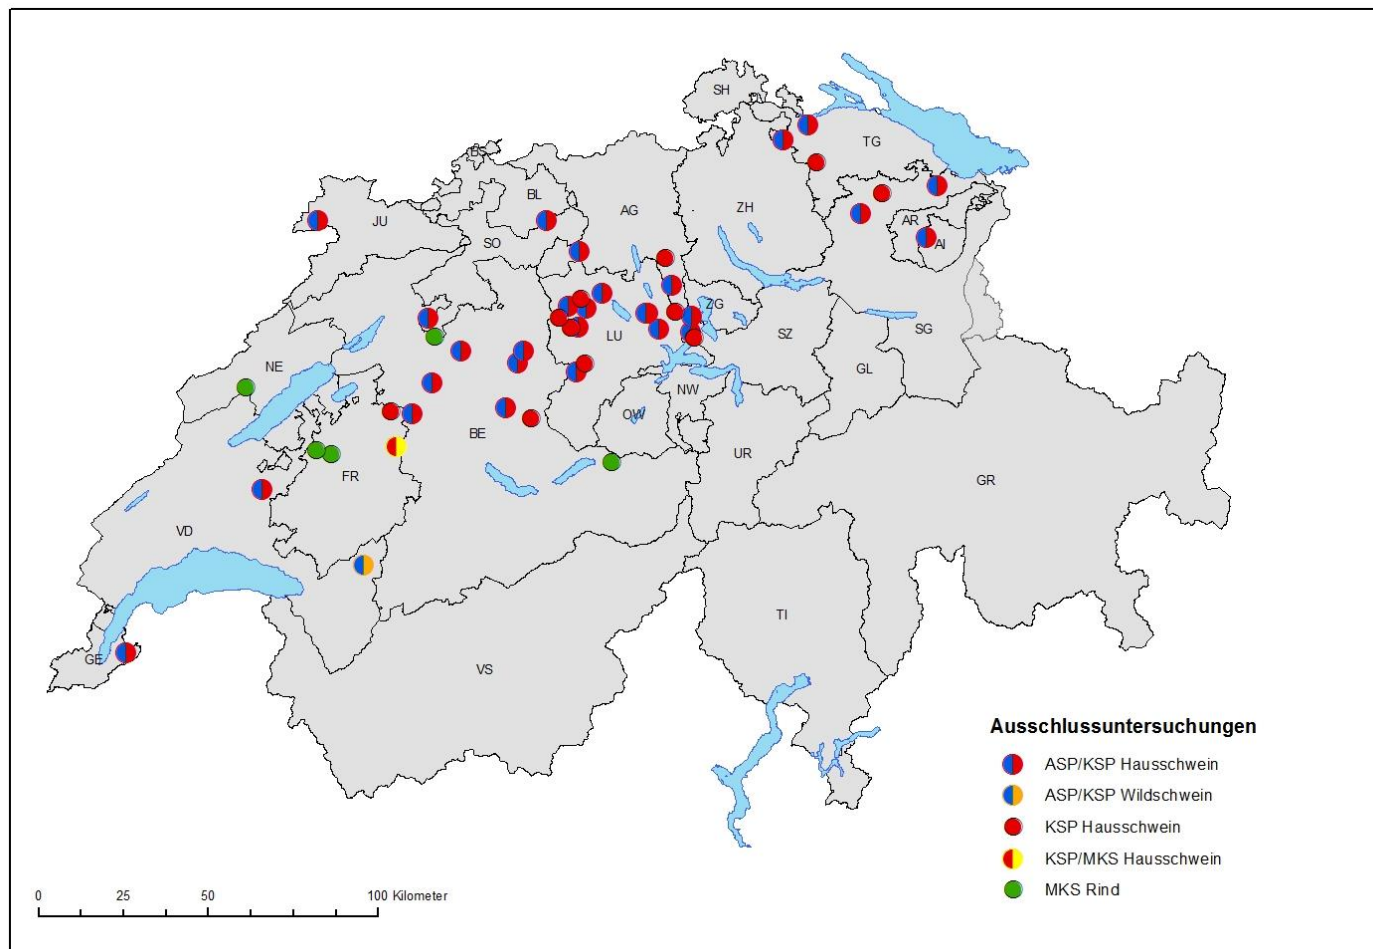 SH
TG
BS
BL
AG
ZH
JU
SO
AR
AI
ZG
LU
SZ
SG
NE
GL
NW
OW
BE
UR
FR
GR
VD
TI
GE
VS
Ausschlussuntersuchungen
ASP/KSP Hausschwein
ASP/KSP Wildschwein
KSP Hausschwein
KSP/MKS Hausschwein
MKS Rind
0 25 50 100 Kilometer